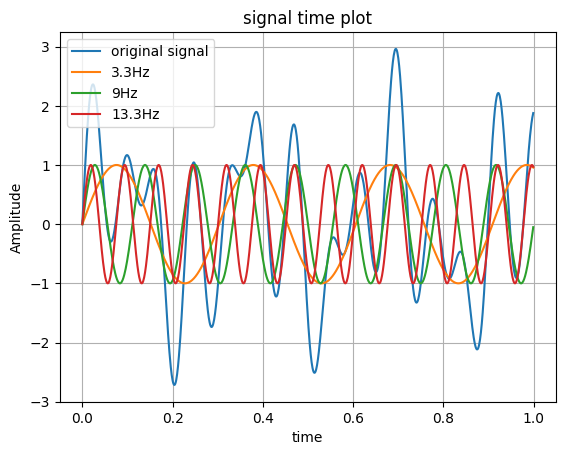 signal time plot
original signal
3.3Hz
9Hz
13.3Hz
Amplitude
3
2
1
0
−1
−2
−3
0.0 0.2 0.4 0.6 0.8 1.0
time